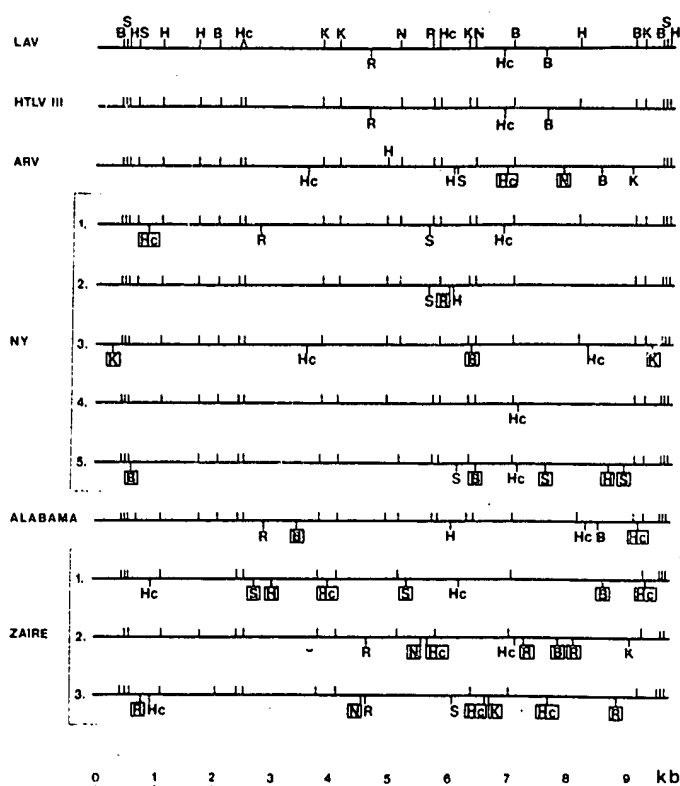 S S
B HS H H B Hc K K N R Hc K N B H B K B H
LAV
R Hc B
HTLV III
R Hc B
H
ARV
Hc H S Hc N B K
1.
Hc R S Hc
2.
S R H
NY 3.
K Hc Hc K
4.
Hc
5.
B S B Hc S H S
ALABAMA
R H Hc B Hc
1.
Hc S H Hc S Hc B Hc
ZAIRE 2.
R N Hc Hc R B R K
3.
Hc N R S Hc K Hc B
0 1 2 3 4 5 6 7 8 9 kb